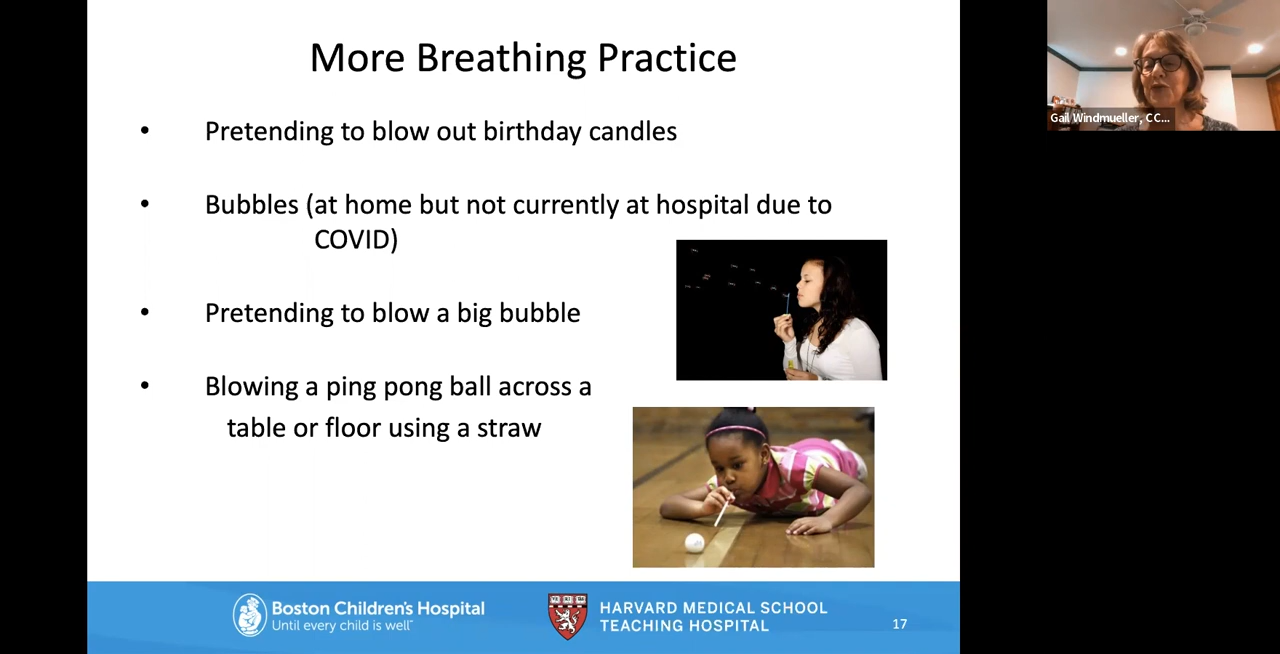 More Breathing Practice
• Pretending to blow out birthday candles
• Bubbles (at home but not currently at hospital due to
COVID)
• Pretending to blow a big bubble
• Blowing a ping pong ball across a
table or floor using a straw
Boston Children's Hospital
Until every child is well™
HARVARD MEDICAL SCHOOL
TEACHING HOSPITAL
17
Gail Windmueller, CC...